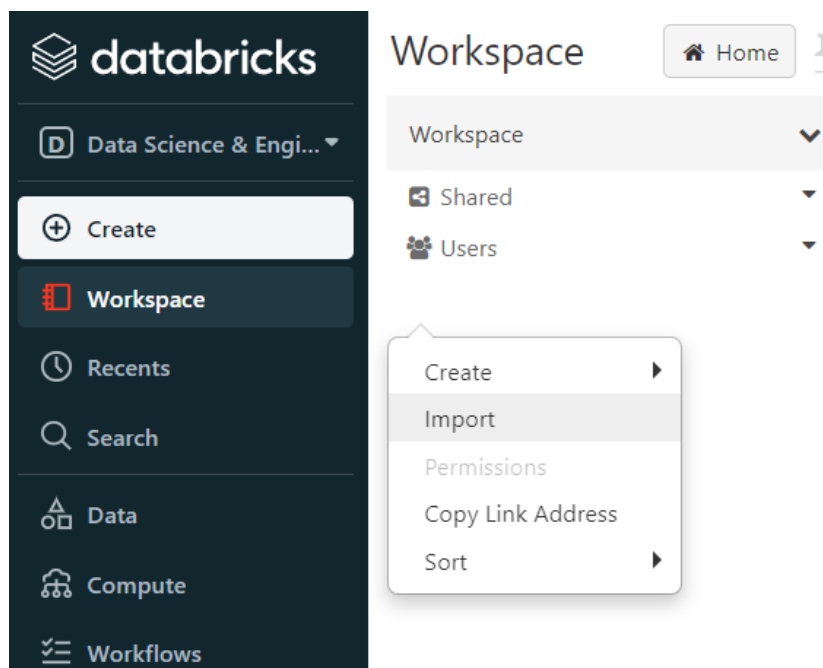 databricks
D Data Science & Engi...
Create
Workspace
Recents
Search
Data
Compute
Workflows
Workspace
Home
Workspace
Shared
Users
Create
Import
Permissions
Copy Link Address
Sort